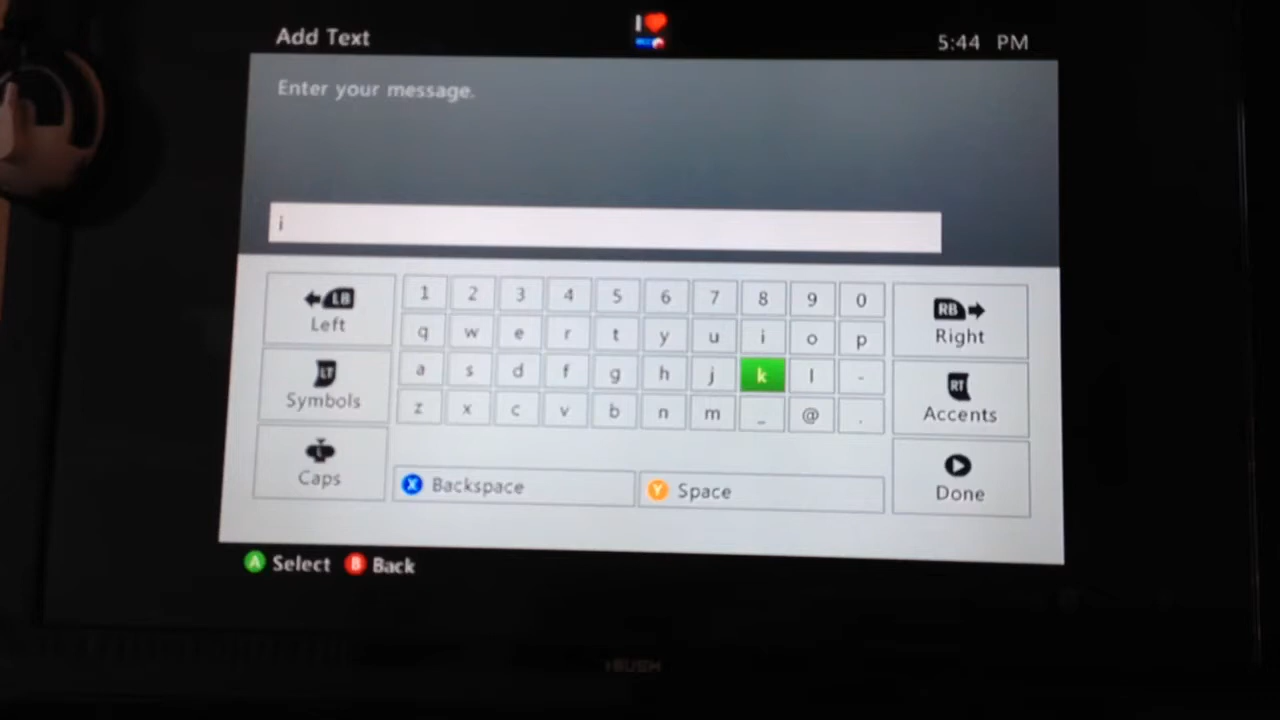 Add Text
I
5:44 PM
Enter your message.
i
LB
Left
1 2 3 4 5 6 7 8 9 0
RB
Right
q w e r t y u i o p
LT
Symbols
a s d f g h j k l -
RT
Accents
z x c v b n m _ @ .
Caps
X Backspace
Y Space
Done
A Select B Back
BUSH